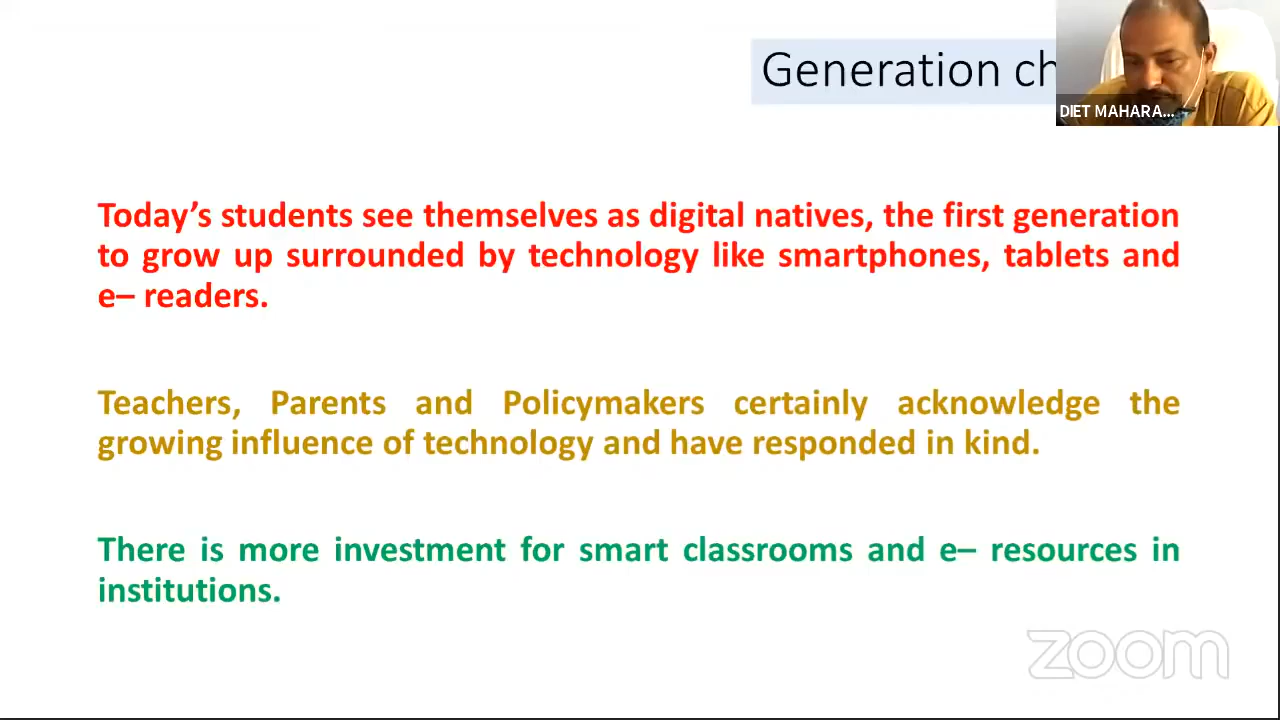 Generation
DIET MAHARA...
Today's students see themselves as digital natives, the first generation
to grow up surrounded by technology like smartphones, tablets and
e– readers.
Teachers, Parents and Policymakers certainly acknowledge the
growing influence of technology and have responded in kind.
There is more investment for smart classrooms and e– resources in
institutions.
zoom